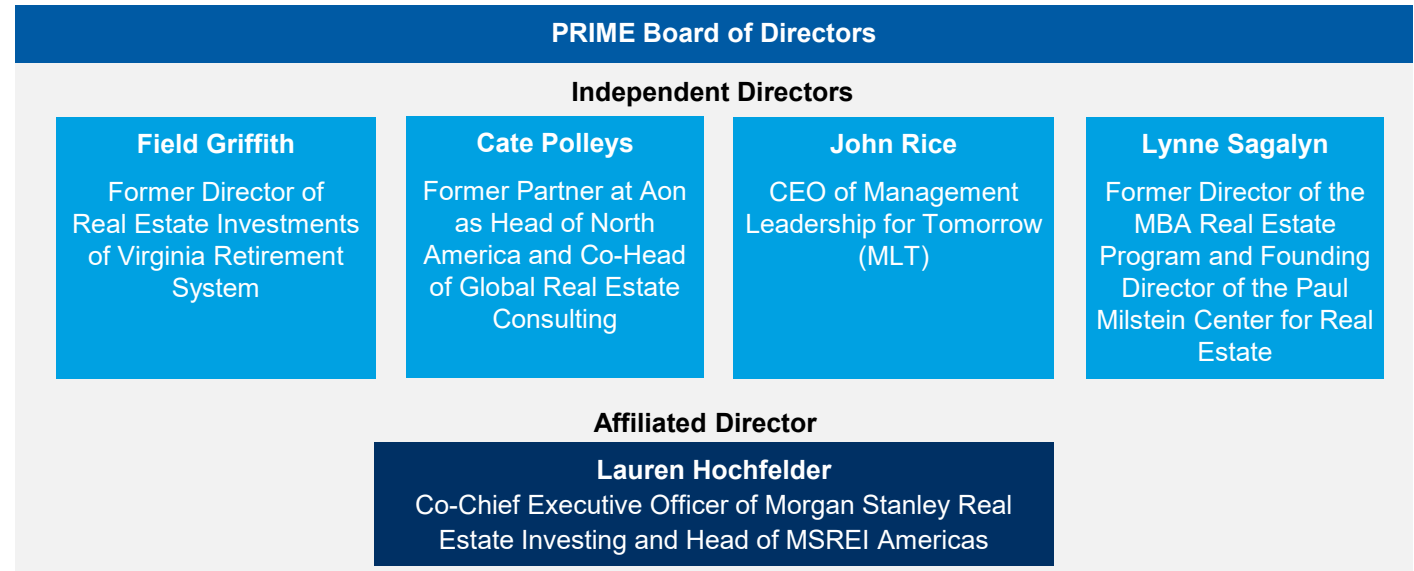 PRIME Board of Directors
Independent Directors
Field Griffith
Former Director of
Real Estate Investments
of Virginia Retirement
System
Cate Polleys
Former Partner at Aon
as Head of North
America and Co-Head
of Global Real Estate
Consulting
John Rice
CEO of Management
Leadership for Tomorrow
(MLT)
Lynne Sagalyn
Former Director of the
MBA Real Estate
Program and Founding
Director of the Paul
Milstein Center for Real
Estate
Affiliated Director
Lauren Hochfelder
Co-Chief Executive Officer of Morgan Stanley Real
Estate Investing and Head of MSREI Americas